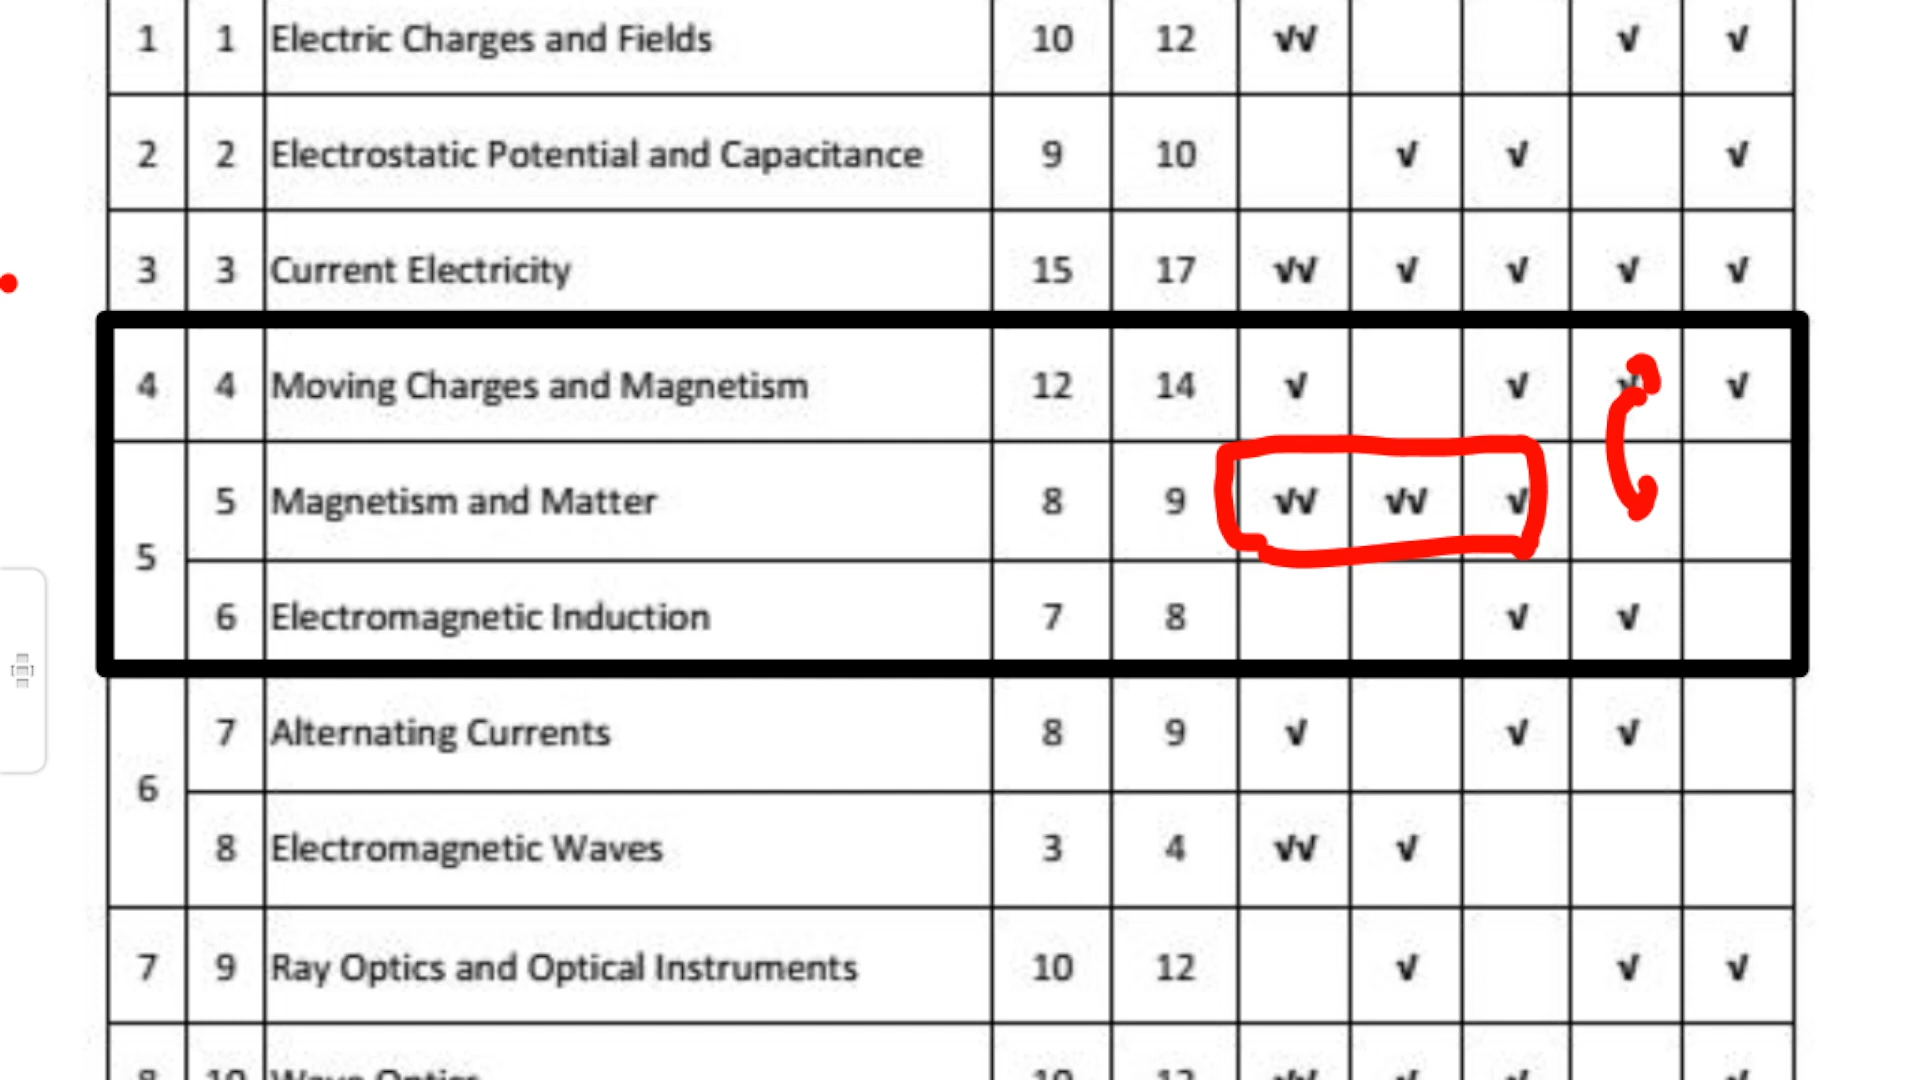 1 1 Electric Charges and Fields 10 12 √√ √ √
2 2 Electrostatic Potential and Capacitance 9 10 √ √ √
3 3 Current Electricity 15 17 √√ √ √ √ √
4 4 Moving Charges and Magnetism 12 14 √ √ √ √
5 Magnetism and Matter 8 9 √√ √√ √
5
6 Electromagnetic Induction 7 8 √ √
7 Alternating Currents 8 9 √ √ √
6
8 Electromagnetic Waves 3 4 √√ √
7 9 Ray Optics and Optical Instruments 10 12 √ √ √
8 10 Wave Optics